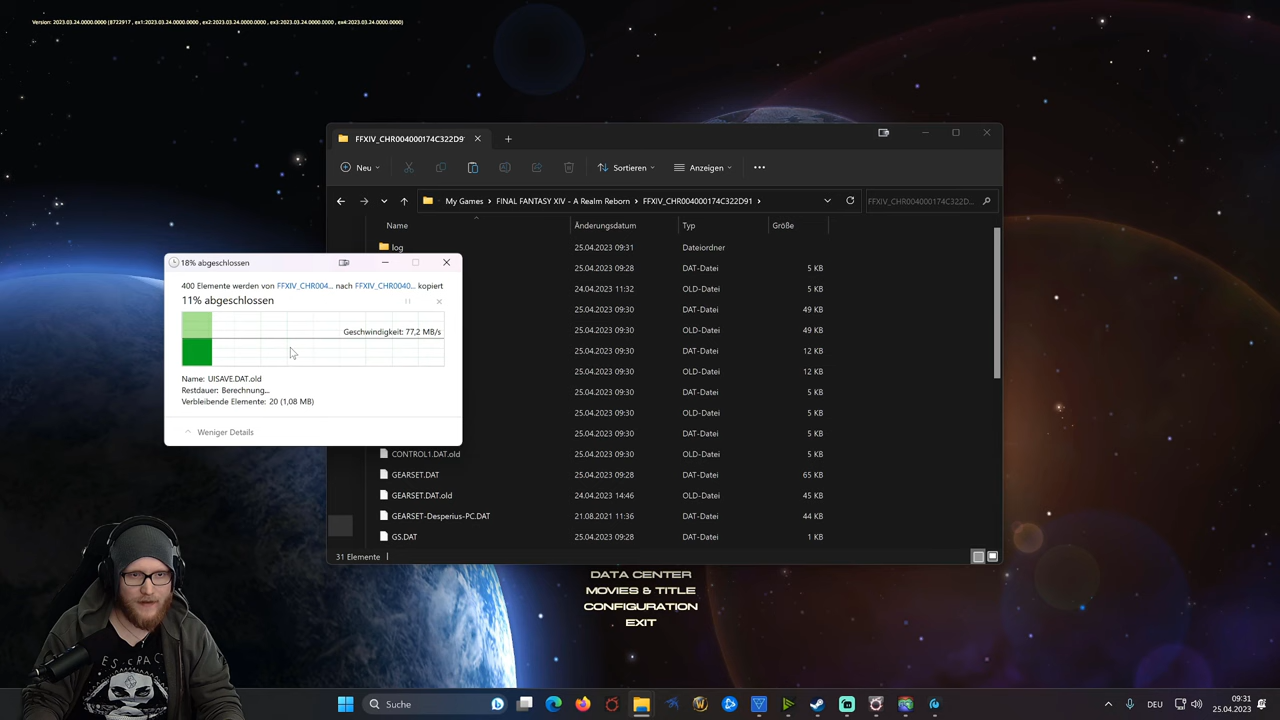 Version: 2023.03.24.0000.0000 (8722917 , ex1:2023.03.24.0000.0000 , ex2:2023.03.24.0000.0000 , ex3:2023.03.24.0000.0000 , ex4:2023.03.24.0000.0000)
FFXIV_CHR004000174C322D9
Neu
Sortieren
Anzeigen
My Games > FINAL FANTASY XIV - A Realm Reborn > FFXIV_CHR004000174C322D91 >
FFXIV_CHR004000174C322D...
Name Änderungsdatum Typ Größe
log 25.04.2023 09:31 Dateiordner
25.04.2023 09:28 DAT-Datei 5 KB
24.04.2023 11:32 OLD-Datei 5 KB
25.04.2023 09:30 DAT-Datei 49 KB
25.04.2023 09:30 OLD-Datei 49 KB
25.04.2023 09:30 DAT-Datei 12 KB
25.04.2023 09:30 OLD-Datei 12 KB
25.04.2023 09:30 DAT-Datei 5 KB
25.04.2023 09:30 OLD-Datei 5 KB
25.04.2023 09:30 DAT-Datei 5 KB
CONTROL1.DAT.old 25.04.2023 09:30 OLD-Datei 5 KB
GEARSET.DAT 25.04.2023 09:28 DAT-Datei 65 KB
GEARSET.DAT.old 24.04.2023 14:46 OLD-Datei 45 KB
GEARSET-Desperius-PC.DAT 21.08.2021 11:36 DAT-Datei 44 KB
GS.DAT 25.04.2023 09:28 DAT-Datei 1 KB
31 Elemente
18% abgeschlossen
400 Elemente werden von FFXIV_CHR004... nach FFXIV_CHR0040... kopiert
11% abgeschlossen
Geschwindigkeit: 77,2 MB/s
Name: UISAVE.DAT.old
Restdauer: Berechnung...
Verbleibende Elemente: 20 (1,08 MB)
Weniger Details
DATA CENTER
MOVIES & TITLE
CONFIGURATION
EXIT
Suche
DEU
09:31
25.04.2023